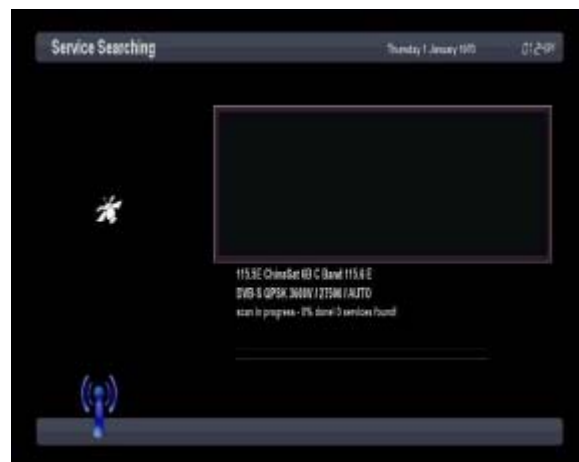 Service Searching
Thursday 1 January 1970
115.5E ChinaSat 6B C Band 115.5 E
DVB-S QPSK 3600V / 27500 / AUTO
scan in progress - 0% done! 0 services found!